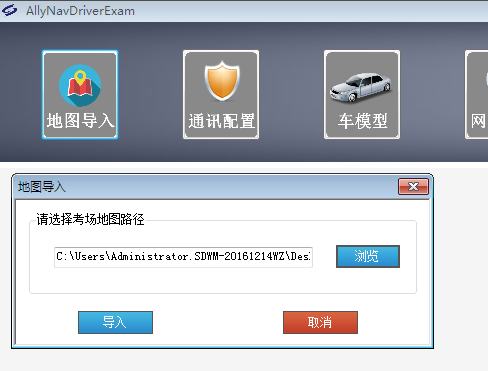 AllyNavDriverExam
地图导入
通讯配置
车模型
网
地图导入
请选择考场地图路径
C:\Users\Administrator.SDWM-20161214WZ\Des
浏览
导入
取消